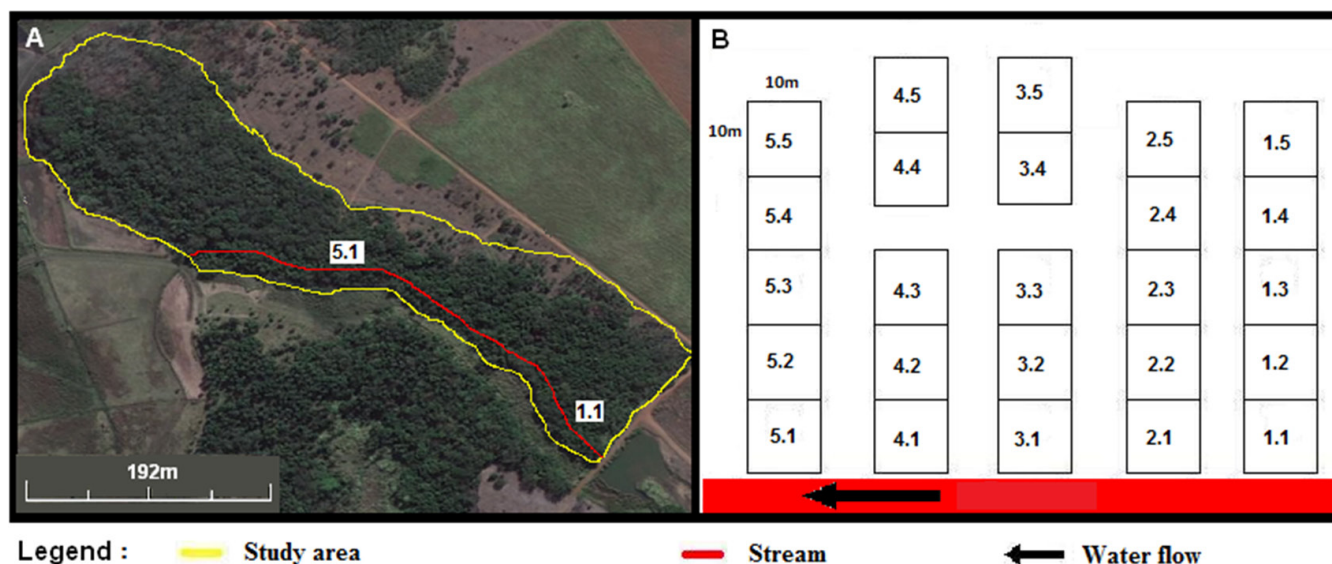 A
5.1
1.1
192m
B
10m
10m
4.5 3.5
5.5 2.5 1.5
4.4 3.4
5.4 2.4 1.4
5.3 4.3 3.3 2.3 1.3
5.2 4.2 3.2 2.2 1.2
5.1 4.1 3.1 2.1 1.1
Legend : Study area Stream Water flow